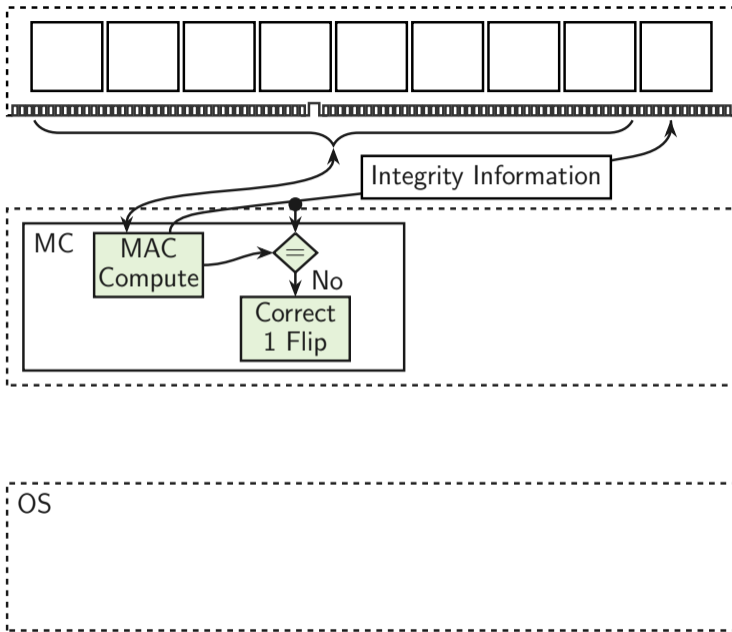 Integrity Information
MC
MAC
Compute
=
No
Correct
1 Flip
OS